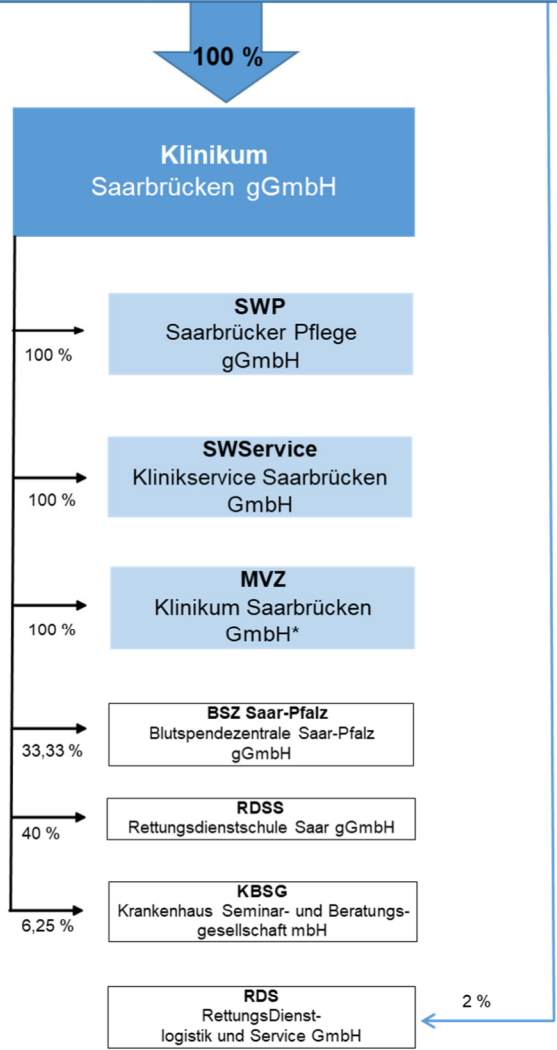 100 %
Klinikum
Saarbrücken gGmbH
SWP
Saarbrücker Pflege
gGmbH
100 %
SWService
Klinikservice Saarbrücken
GmbH
100 %
MVZ
Klinikum Saarbrücken
GmbH*
100 %
BSZ Saar-Pfalz
Blutspendezentrale Saar-Pfalz
gGmbH
33,33 %
RDSS
Rettungsdienstschule Saar gGmbH
40 %
KBSG
Krankenhaus Seminar- und Beratungs-
gesellschaft mbH
6,25 %
RDS
RettungsDienst-
logistik und Service GmbH
2 %